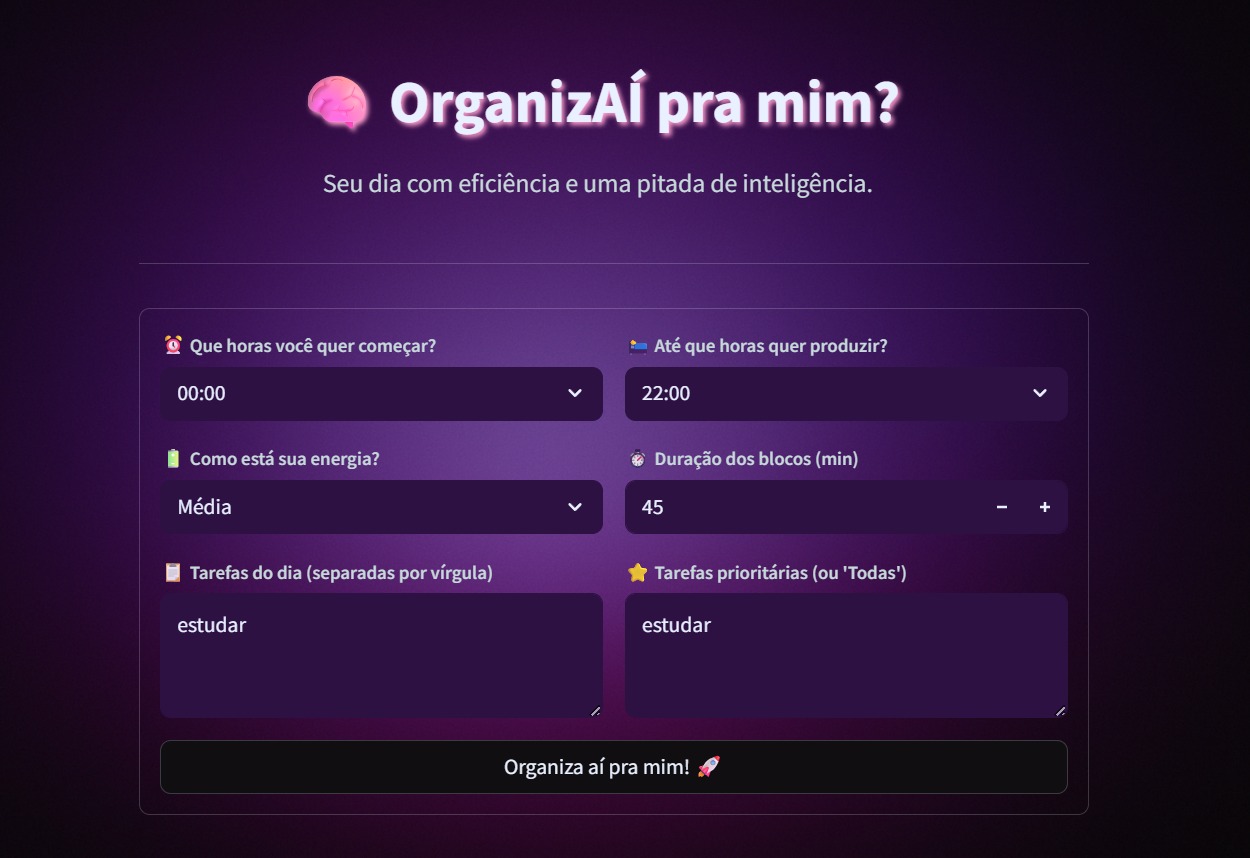 🧠 OrganizAÍ pra mim?
Seu dia com eficiência e uma pitada de inteligência.
⏰ Que horas você quer começar?
🛌 Até que horas quer produzir?
00:00
22:00
🔋 Como está sua energia?
⏱️ Duração dos blocos (min)
Média
45
📋 Tarefas do dia (separadas por vírgula)
⭐ Tarefas prioritárias (ou 'Todas')
estudar
estudar
Organiza aí pra mim! 🚀